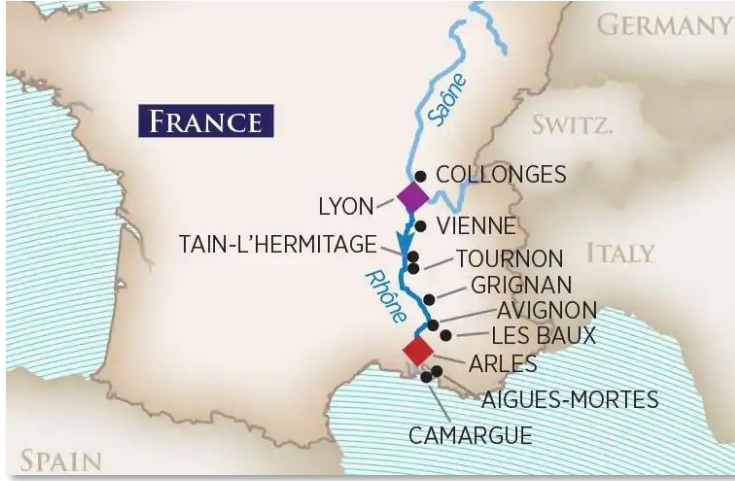 GERMANY
Saône
FRANCE
SWITZ.
COLLONGES
LYON
VIENNE
TAIN-L'HERMITAGE
TOURNON
ITALY
GRIGNAN
Rhône
AVIGNON
LES BAUX
ARLES
AIGUES-MORTES
CAMARGUE
SPAIN